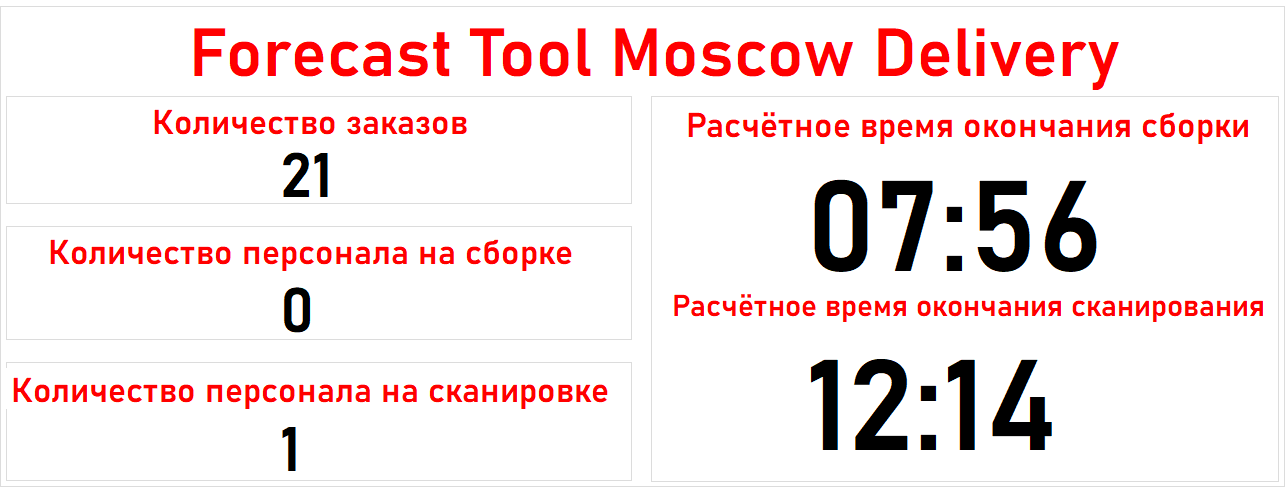 Forecast Tool Moscow Delivery
Количество заказов
21
Количество персонала на сборке
0
Количество персонала на сканировке
1
Расчётное время окончания сборки
07:56
Расчётное время окончания сканирования
12:14